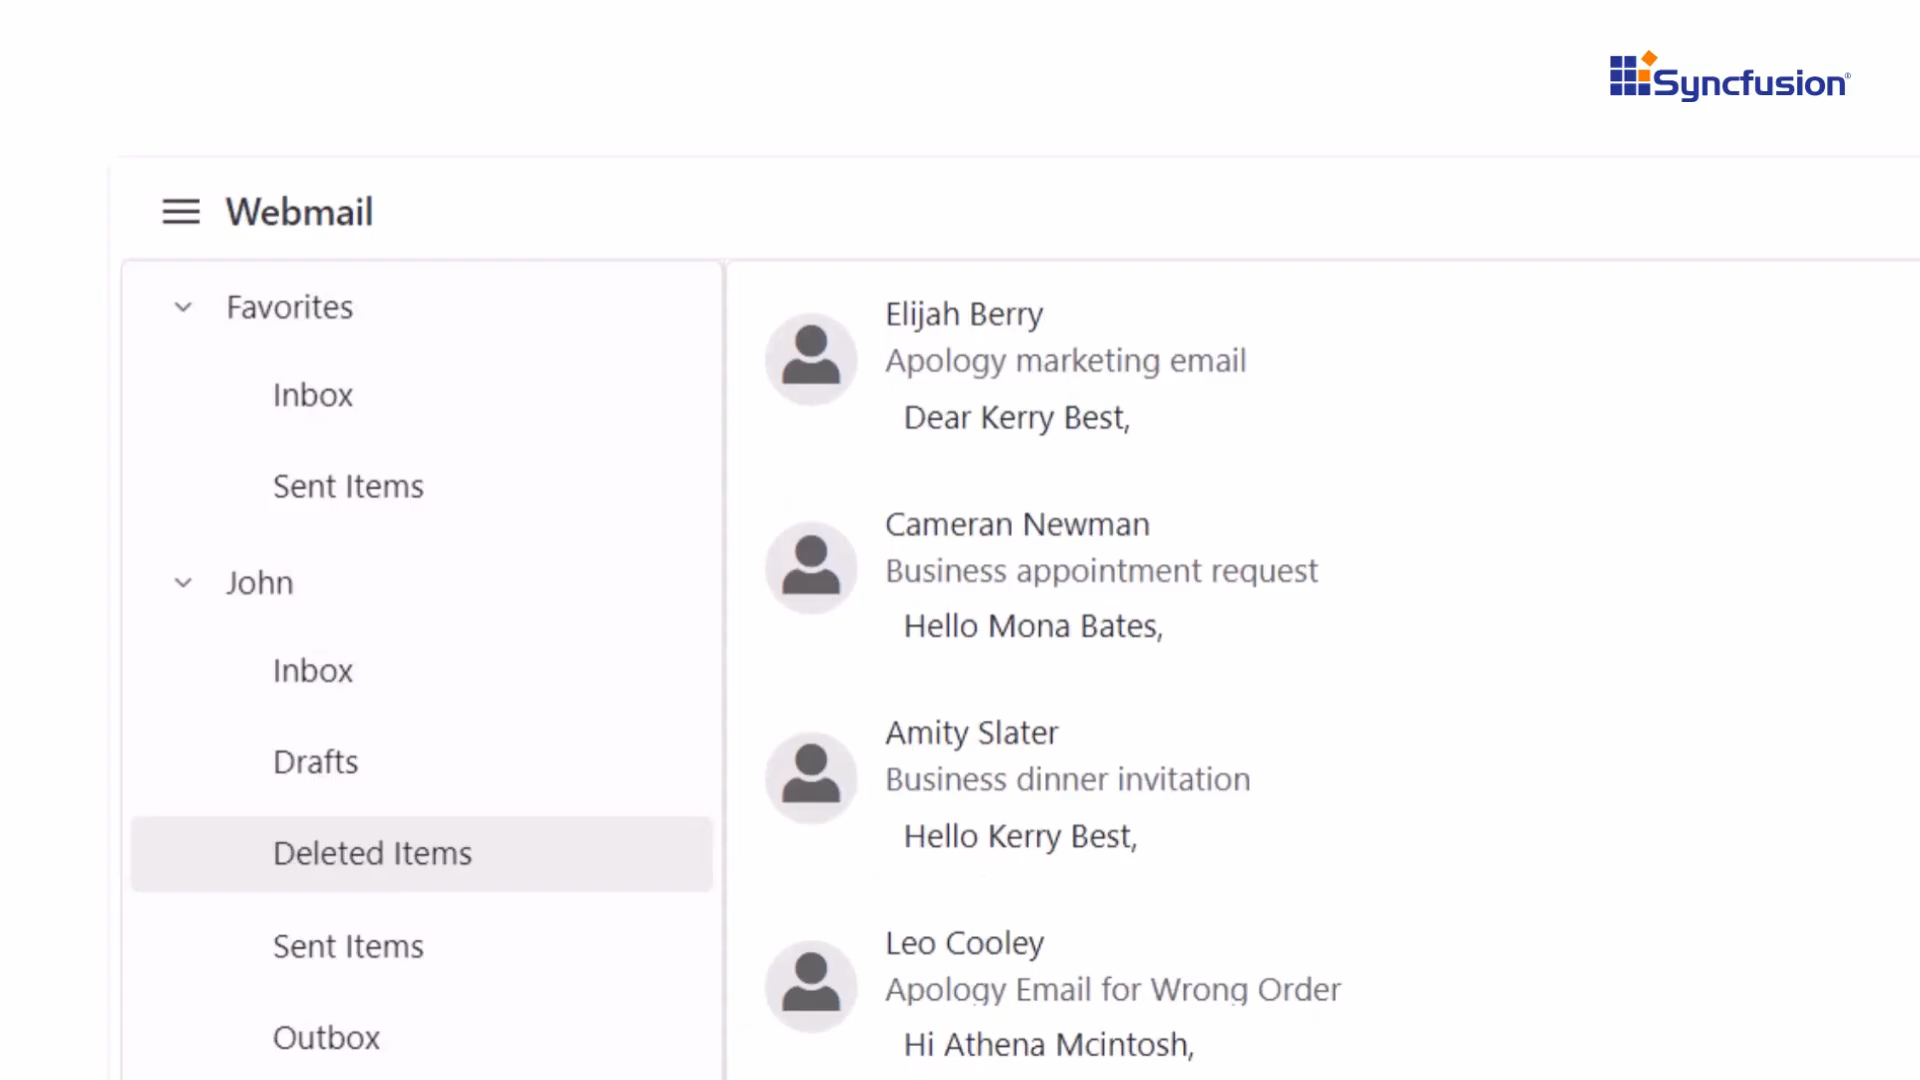 Syncfusion®
Webmail
Favorites
Inbox
Sent Items
John
Inbox
Drafts
Deleted Items
Sent Items
Outbox
Elijah Berry
Apology marketing email
Dear Kerry Best,
Cameran Newman
Business appointment request
Hello Mona Bates,
Amity Slater
Business dinner invitation
Hello Kerry Best,
Leo Cooley
Apology Email for Wrong Order
Hi Athena Mcintosh,